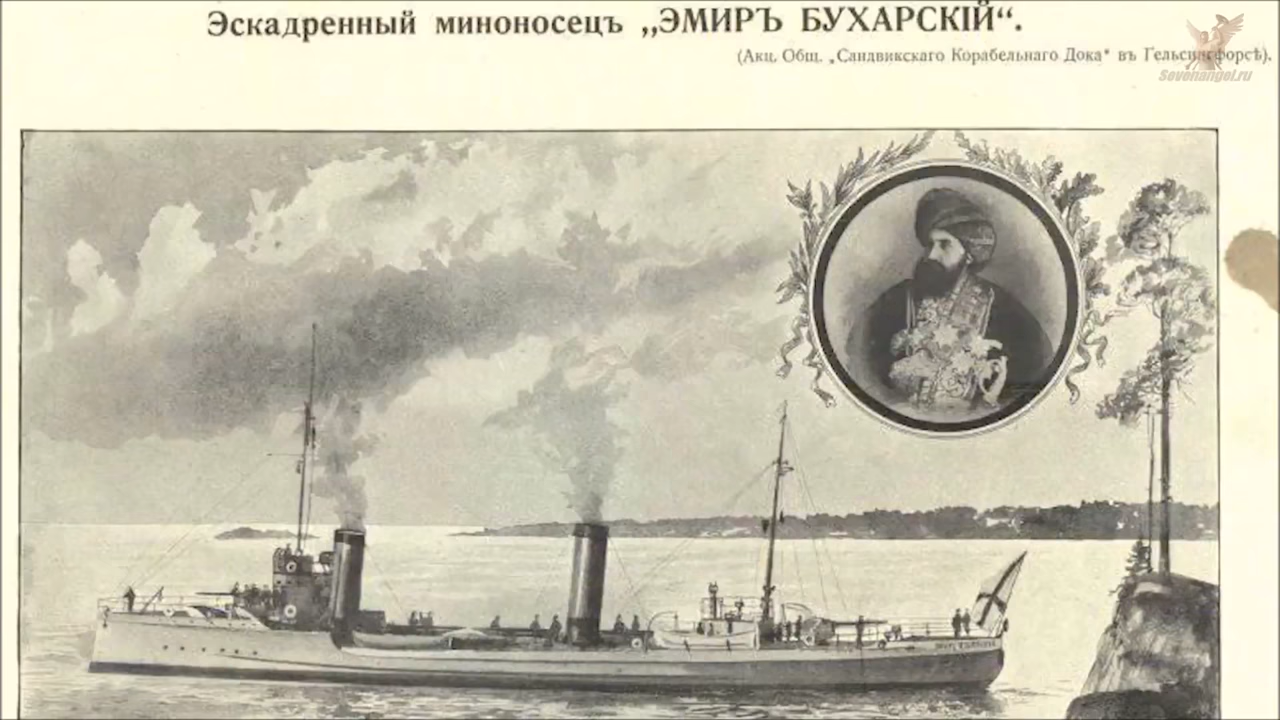 Эскадренный миноносецъ „ЭМИРЪ БУХАРСКІЙ“.
(Акц. Общ. „Сандвикскаго Корабельнаго Дока“ въ Гельсингфорсѣ).
Sovenangel.ru